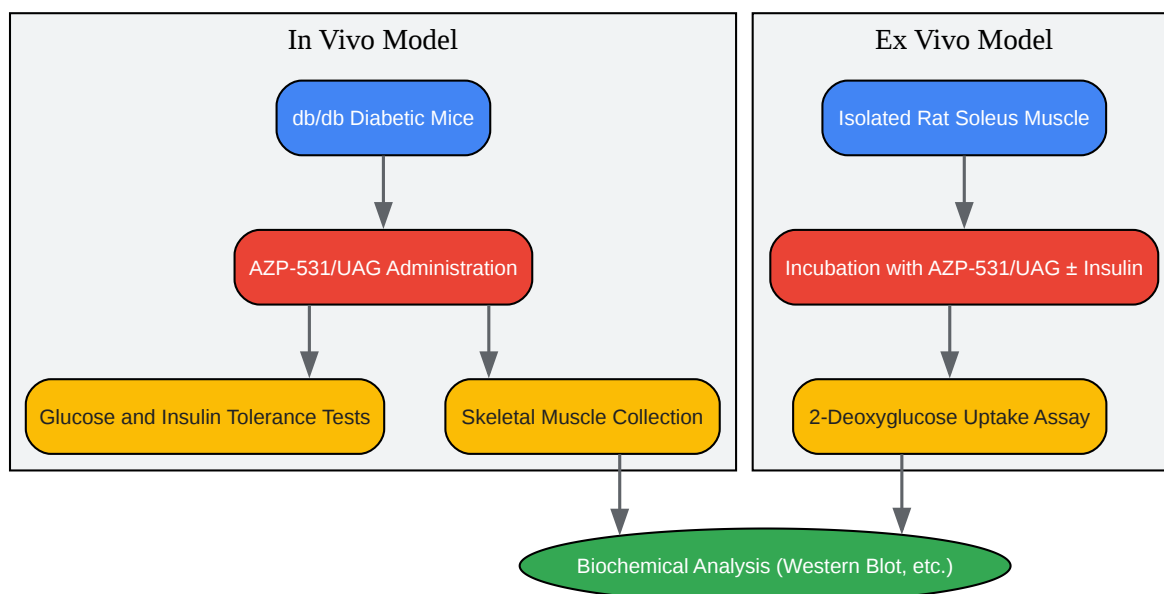 In Vivo Model
db/db Diabetic Mice
AZP-531/UAG Administration
Glucose and Insulin Tolerance Tests
Skeletal Muscle Collection
Ex Vivo Model
Isolated Rat Soleus Muscle
Incubation with AZP-531/UAG ± Insulin
2-Deoxyglucose Uptake Assay
Biochemical Analysis (Western Blot, etc.)